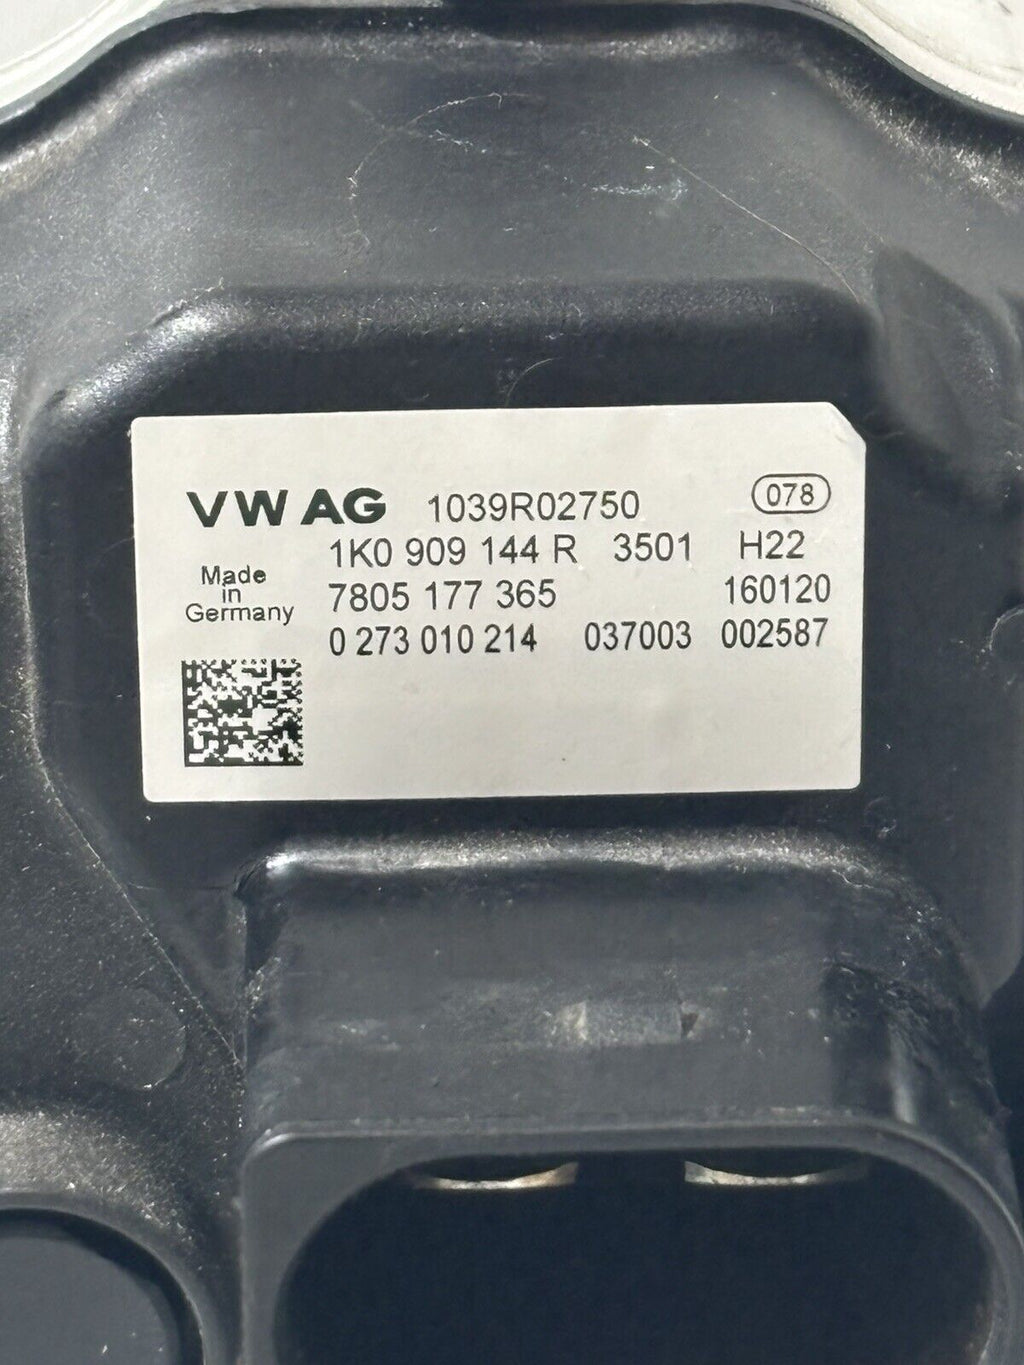 VW AG 1039R02750 078
1K0 909 144 R 3501 H22
Made
in
Germany
7805 177 365 160120
0 273 010 214 037003 002587